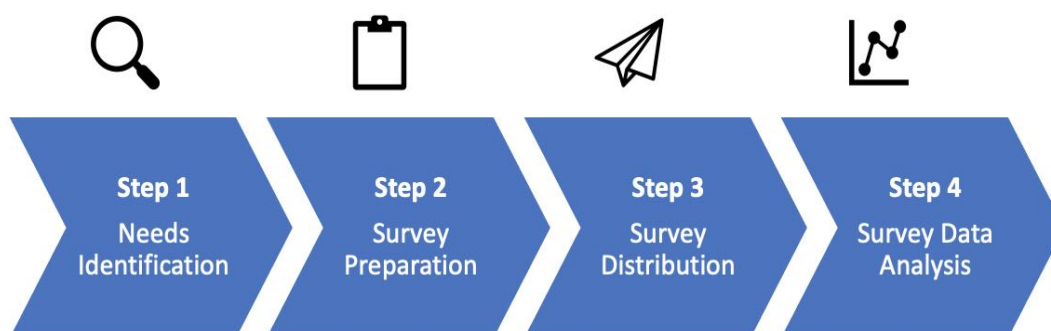 Step 1
Needs
Identification
Step 2
Survey
Preparation
Step 3
Survey
Distribution
Step 4
Survey Data
Analysis